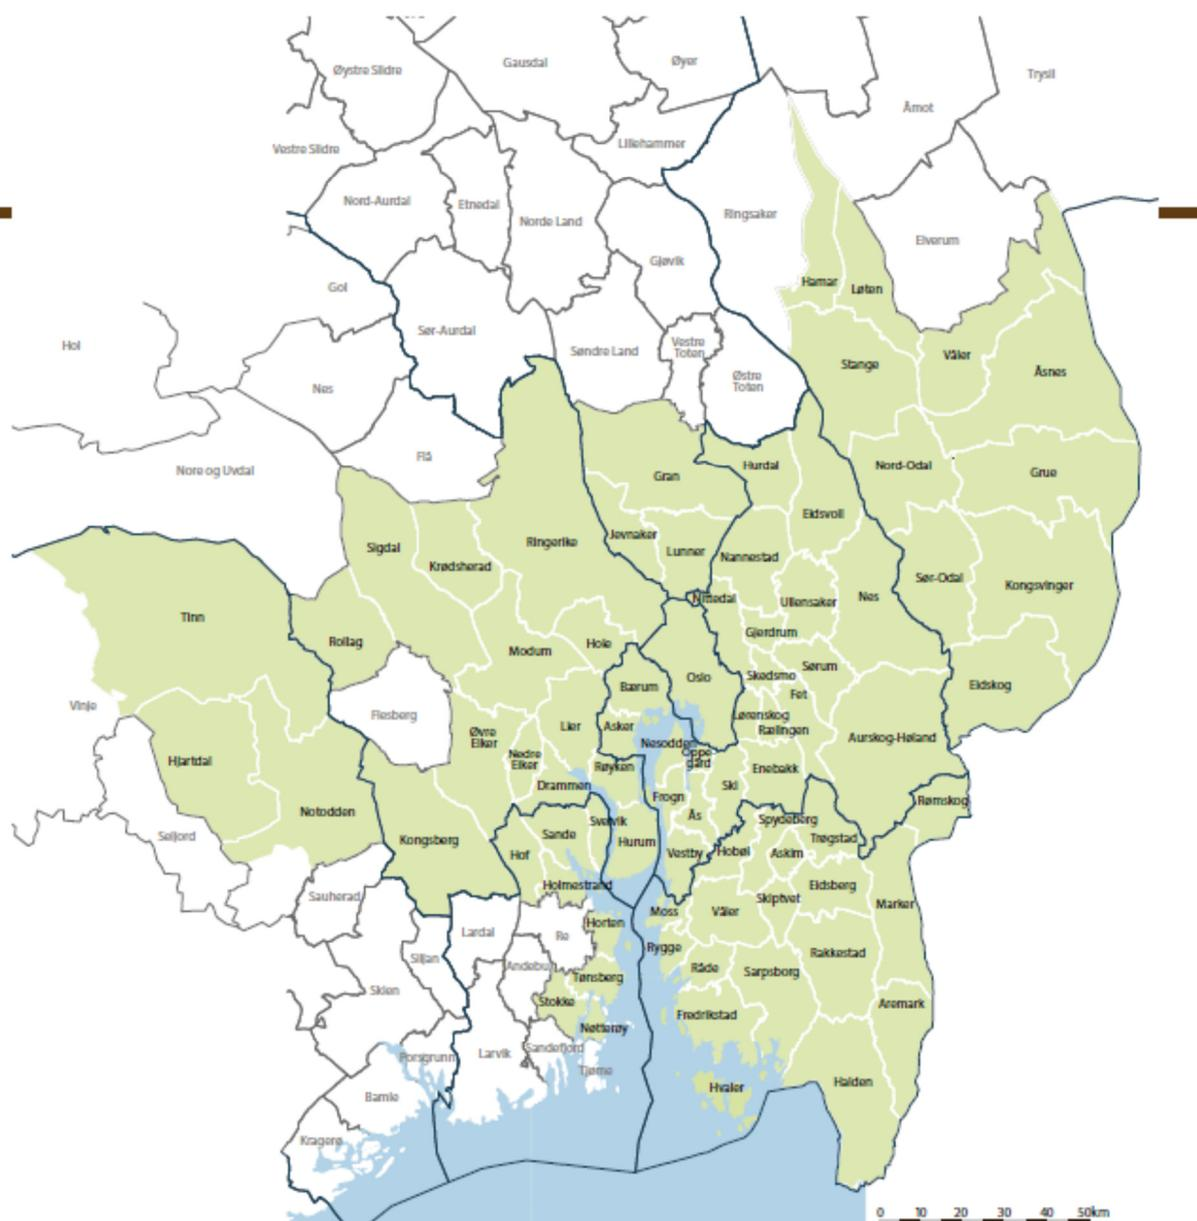 Øystre Slidre
Gausdal
Øyer
Trysil
Åmot
Vestre Slidre
Lillehammer
Nord-Aurdal
Etnedal
Norde Land
Ringsaker
Elverum
Gjøvik
Gol
Hamar
Løten
Sør-Aurdal
Hol
Søndre Land
Vestre
Toten
Østre
Toten
Stange
Våler
Åsnes
Nes
Flå
Nore og Uvdal
Gran
Hurdal
Nord-Odal
Grue
Eidsvoll
Sigdal
Krødsherad
Ringerike
Jevnaker
Lunner
Nannestad
Sør-Odal
Kongsvinger
Tinn
Nittedal
Ullensaker
Nes
Rollag
Modum
Hole
Gjerdrum
Oslo
Skedsmo
Sørum
Bærum
Fet
Eidskog
Vinje
Flesberg
Øvre
Eiker
Lier
Asker
Lørenskog
Rælingen
Nesodden
Oppe
gård
Aurskog-Høland
Hjartdal
Nedre
Eiker
Røyken
Enebakk
Drammen
Frogn
Ski
Rømskog
Notodden
Seljord
Kongsberg
Sande
Svelvik
Ås
Spydeberg
Hof
Hurum
Vestby
Hobøl
Askim
Trøgstad
Holmestrand
Eidsberg
Sauherad
Skiptvet
Marker
Lardal
Re
Horten
Moss
Våler
Siljan
Andebu
Rygge
Rakkestad
Skien
Tønsberg
Råde
Sarpsborg
Stokke
Aremark
Nøtterøy
Fredrikstad
Porsgrunn
Larvik
Sandefjord
Tjøme
Bamle
Hvaler
Halden
Kragerø
0 10 20 30 40 50km